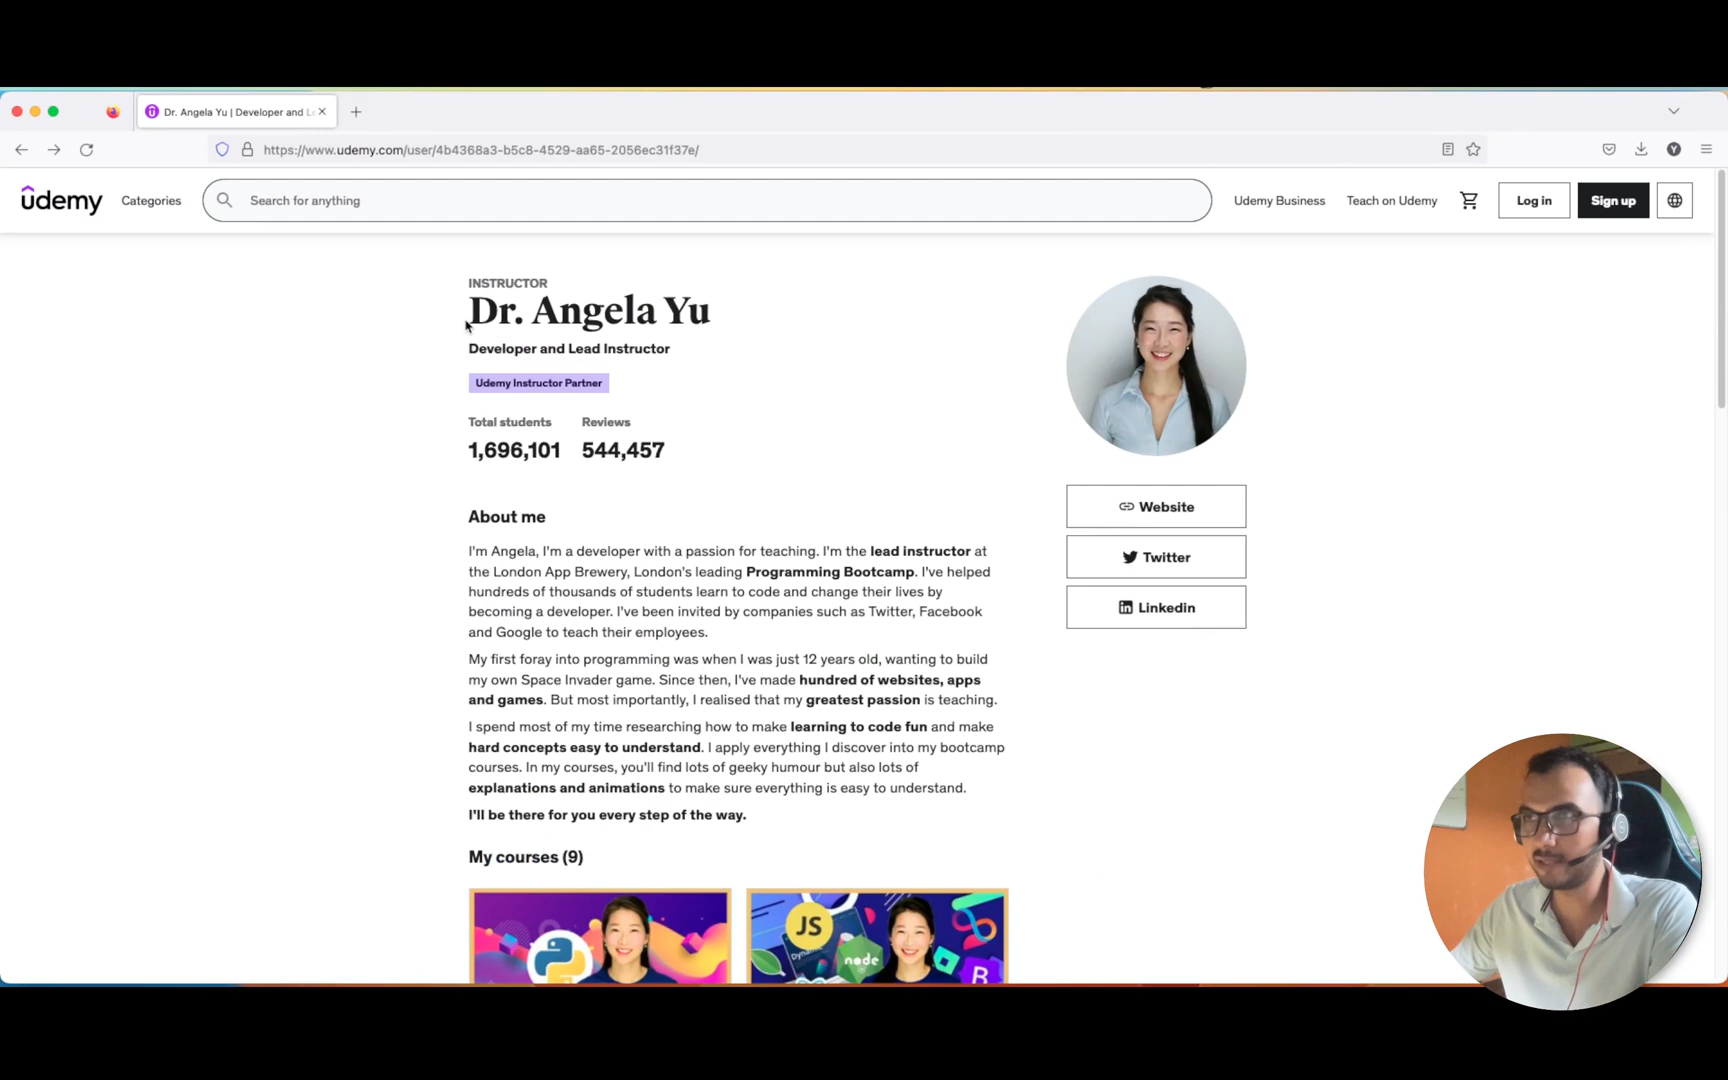 Dr. Angela Yu | Developer and L
https://www.udemy.com/user/4b4368a3-b5c8-4529-aa65-2056ec31f37e/
Y
udemy
Categories
Search for anything
Udemy Business
Teach on Udemy
Log in
Sign up
INSTRUCTOR
Dr. Angela Yu
Developer and Lead Instructor
Udemy Instructor Partner
Total students Reviews
1,696,101 544,457
Website
Twitter
Linkedin
About me
I'm Angela, I'm a developer with a passion for teaching. I'm the lead instructor at
the London App Brewery, London's leading Programming Bootcamp. I've helped
hundreds of thousands of students learn to code and change their lives by
becoming a developer. I've been invited by companies such as Twitter, Facebook
and Google to teach their employees.
My first foray into programming was when I was just 12 years old, wanting to build
my own Space Invader game. Since then, I've made hundred of websites, apps
and games. But most importantly, I realised that my greatest passion is teaching.
I spend most of my time researching how to make learning to code fun and make
hard concepts easy to understand. I apply everything I discover into my bootcamp
courses. In my courses, you'll find lots of geeky humour but also lots of
explanations and animations to make sure everything is easy to understand.
I'll be there for you every step of the way.
My courses (9)
JS
node
B